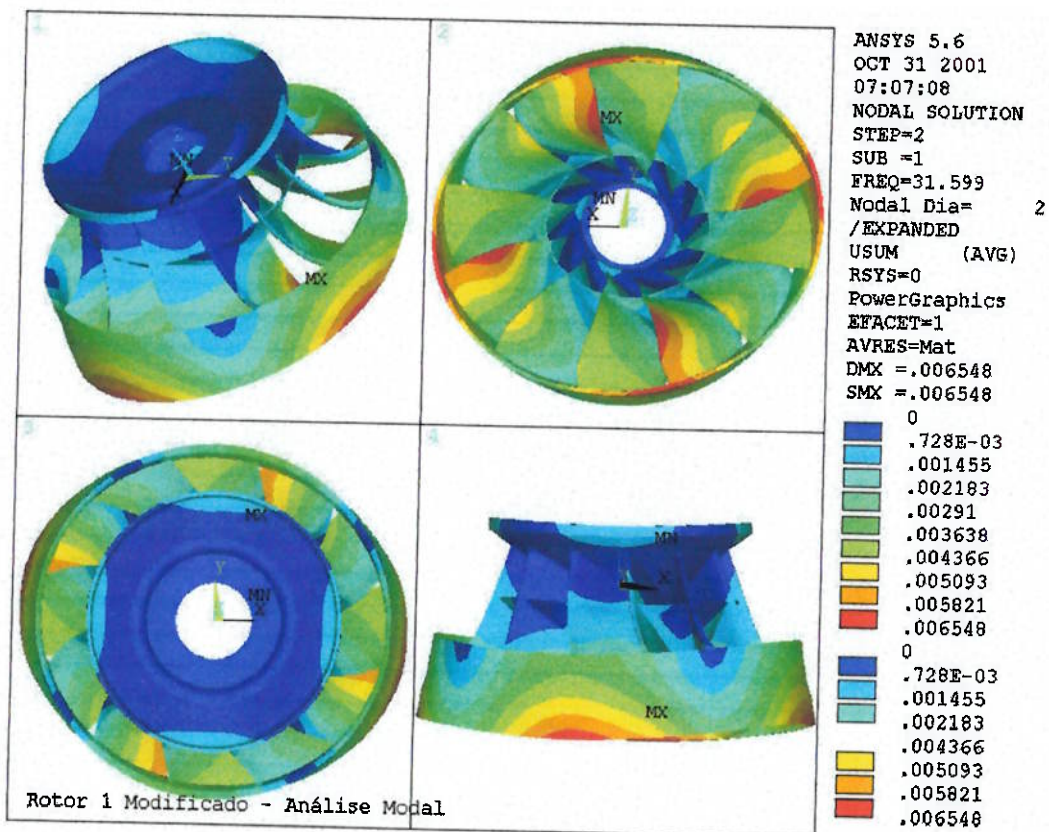 1
2
3
4
MN
Z
Y
MX
MX
MN
X
Z
MX
Y
MN
X
MN
X
MX
Rotor 1 Modificado - Análise Modal
ANSYS 5.6
OCT 31 2001
07:07:08
NODAL SOLUTION
STEP=2
SUB =1
FREQ=31.599
Nodal Dia= 2
/EXPANDED
USUM (AVG)
RSYS=0
PowerGraphics
EFACET=1
AVRES=Mat
DMX =.006548
SMX =.006548
0
.728E-03
.001455
.002183
.00291
.003638
.004366
.005093
.005821
.006548
0
.728E-03
.001455
.002183
.004366
.005093
.005821
.006548